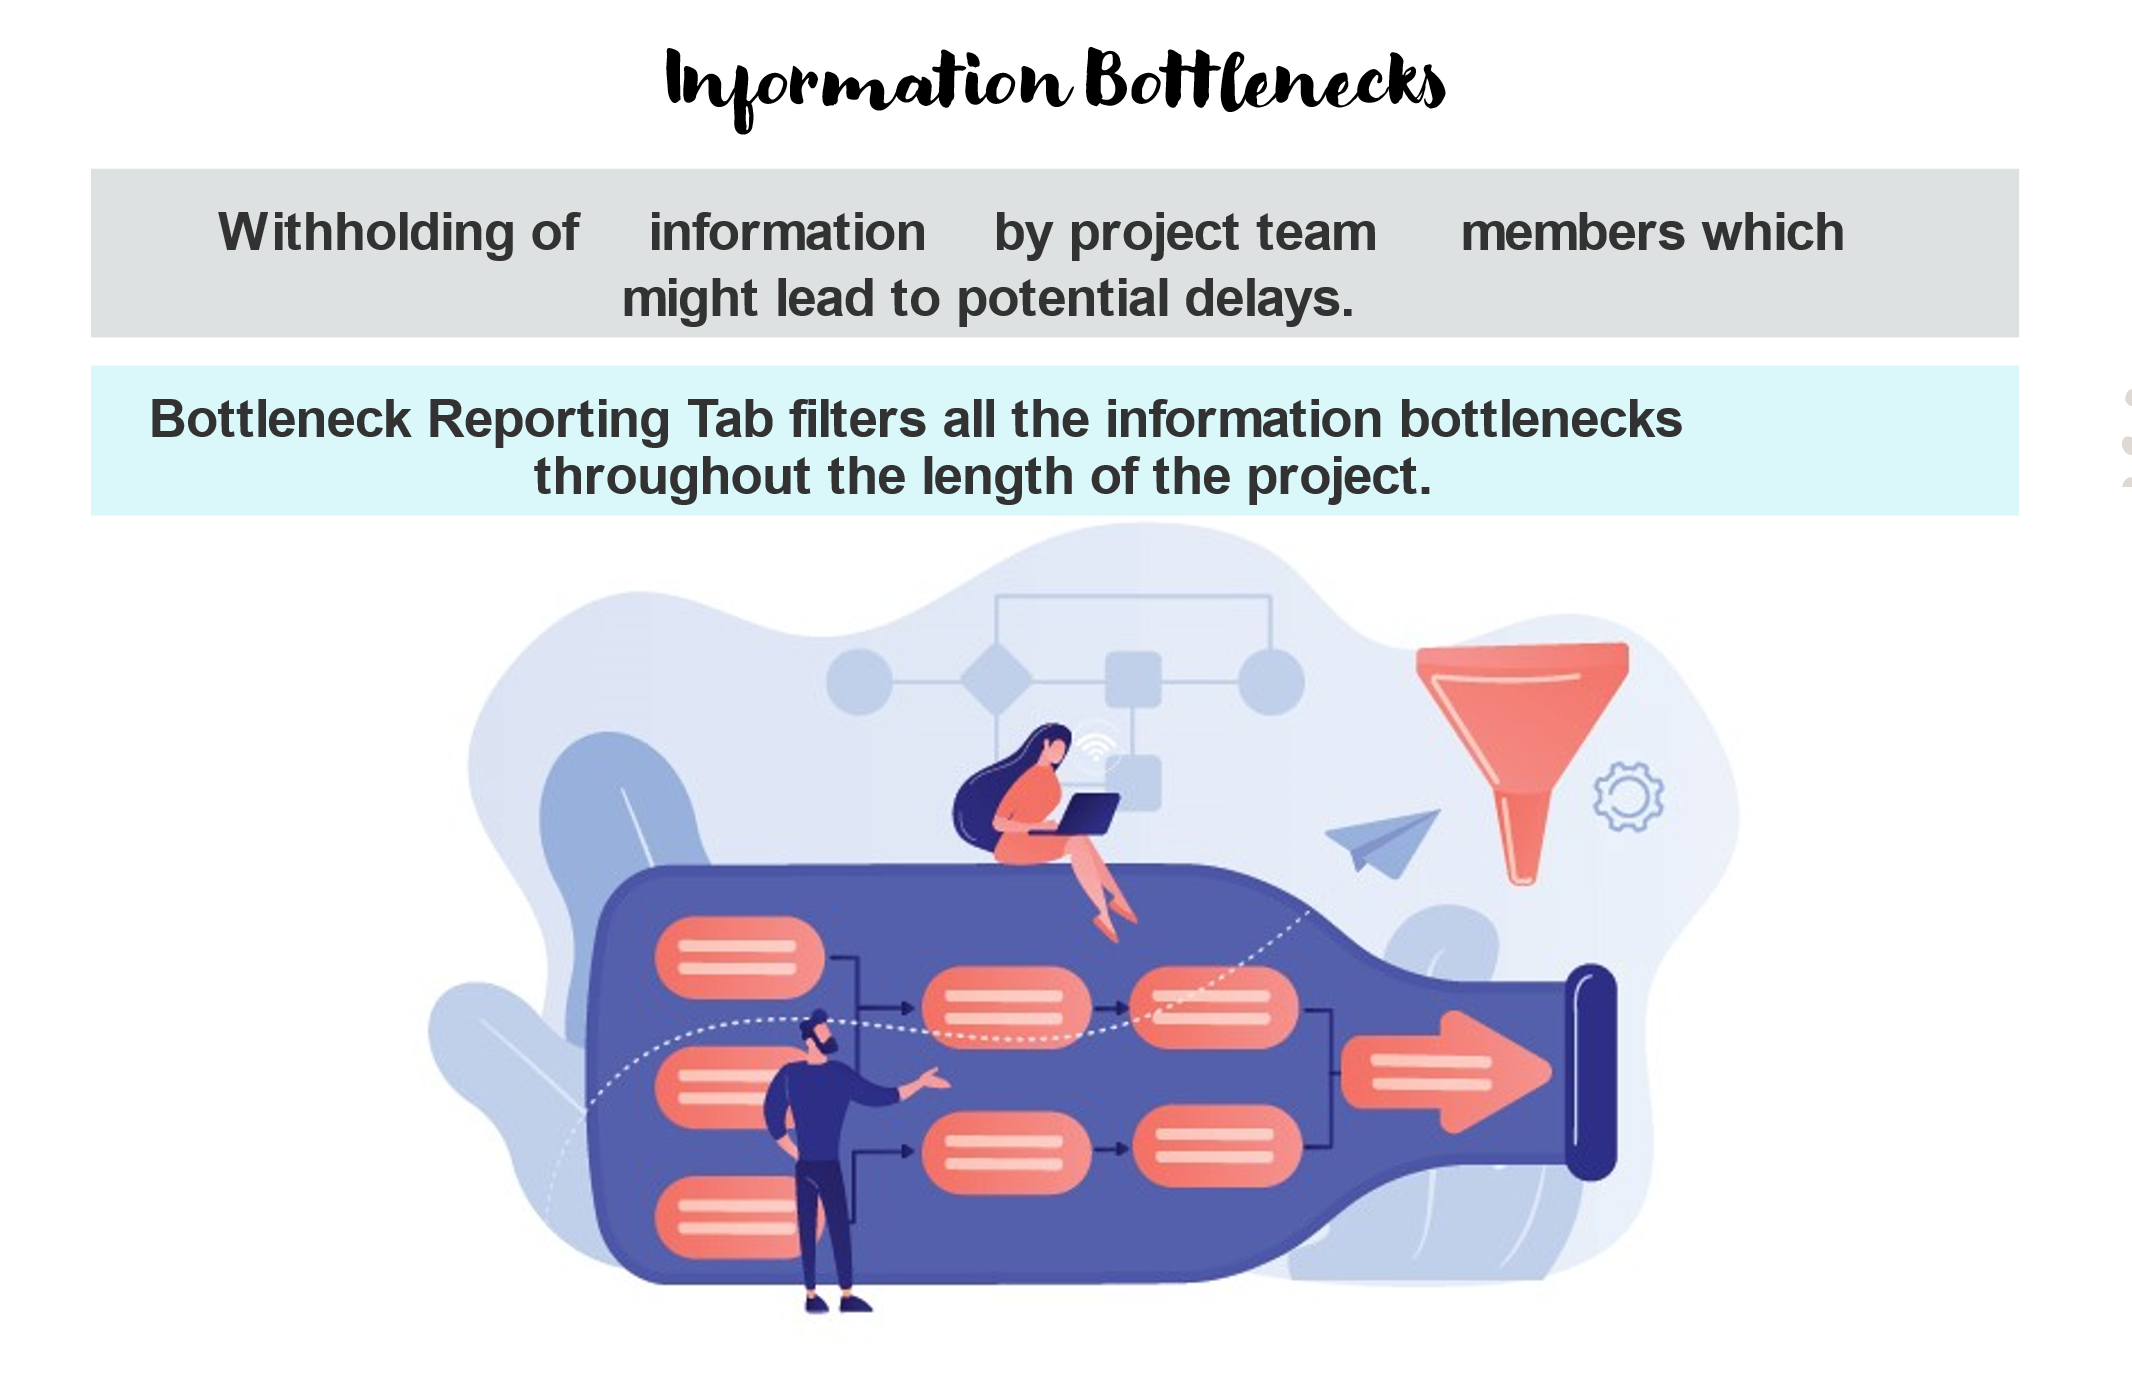 Information Bottlenecks
Withholding of information by project team members which
might lead to potential delays.
Bottleneck Reporting Tab filters all the information bottlenecks
throughout the length of the project.